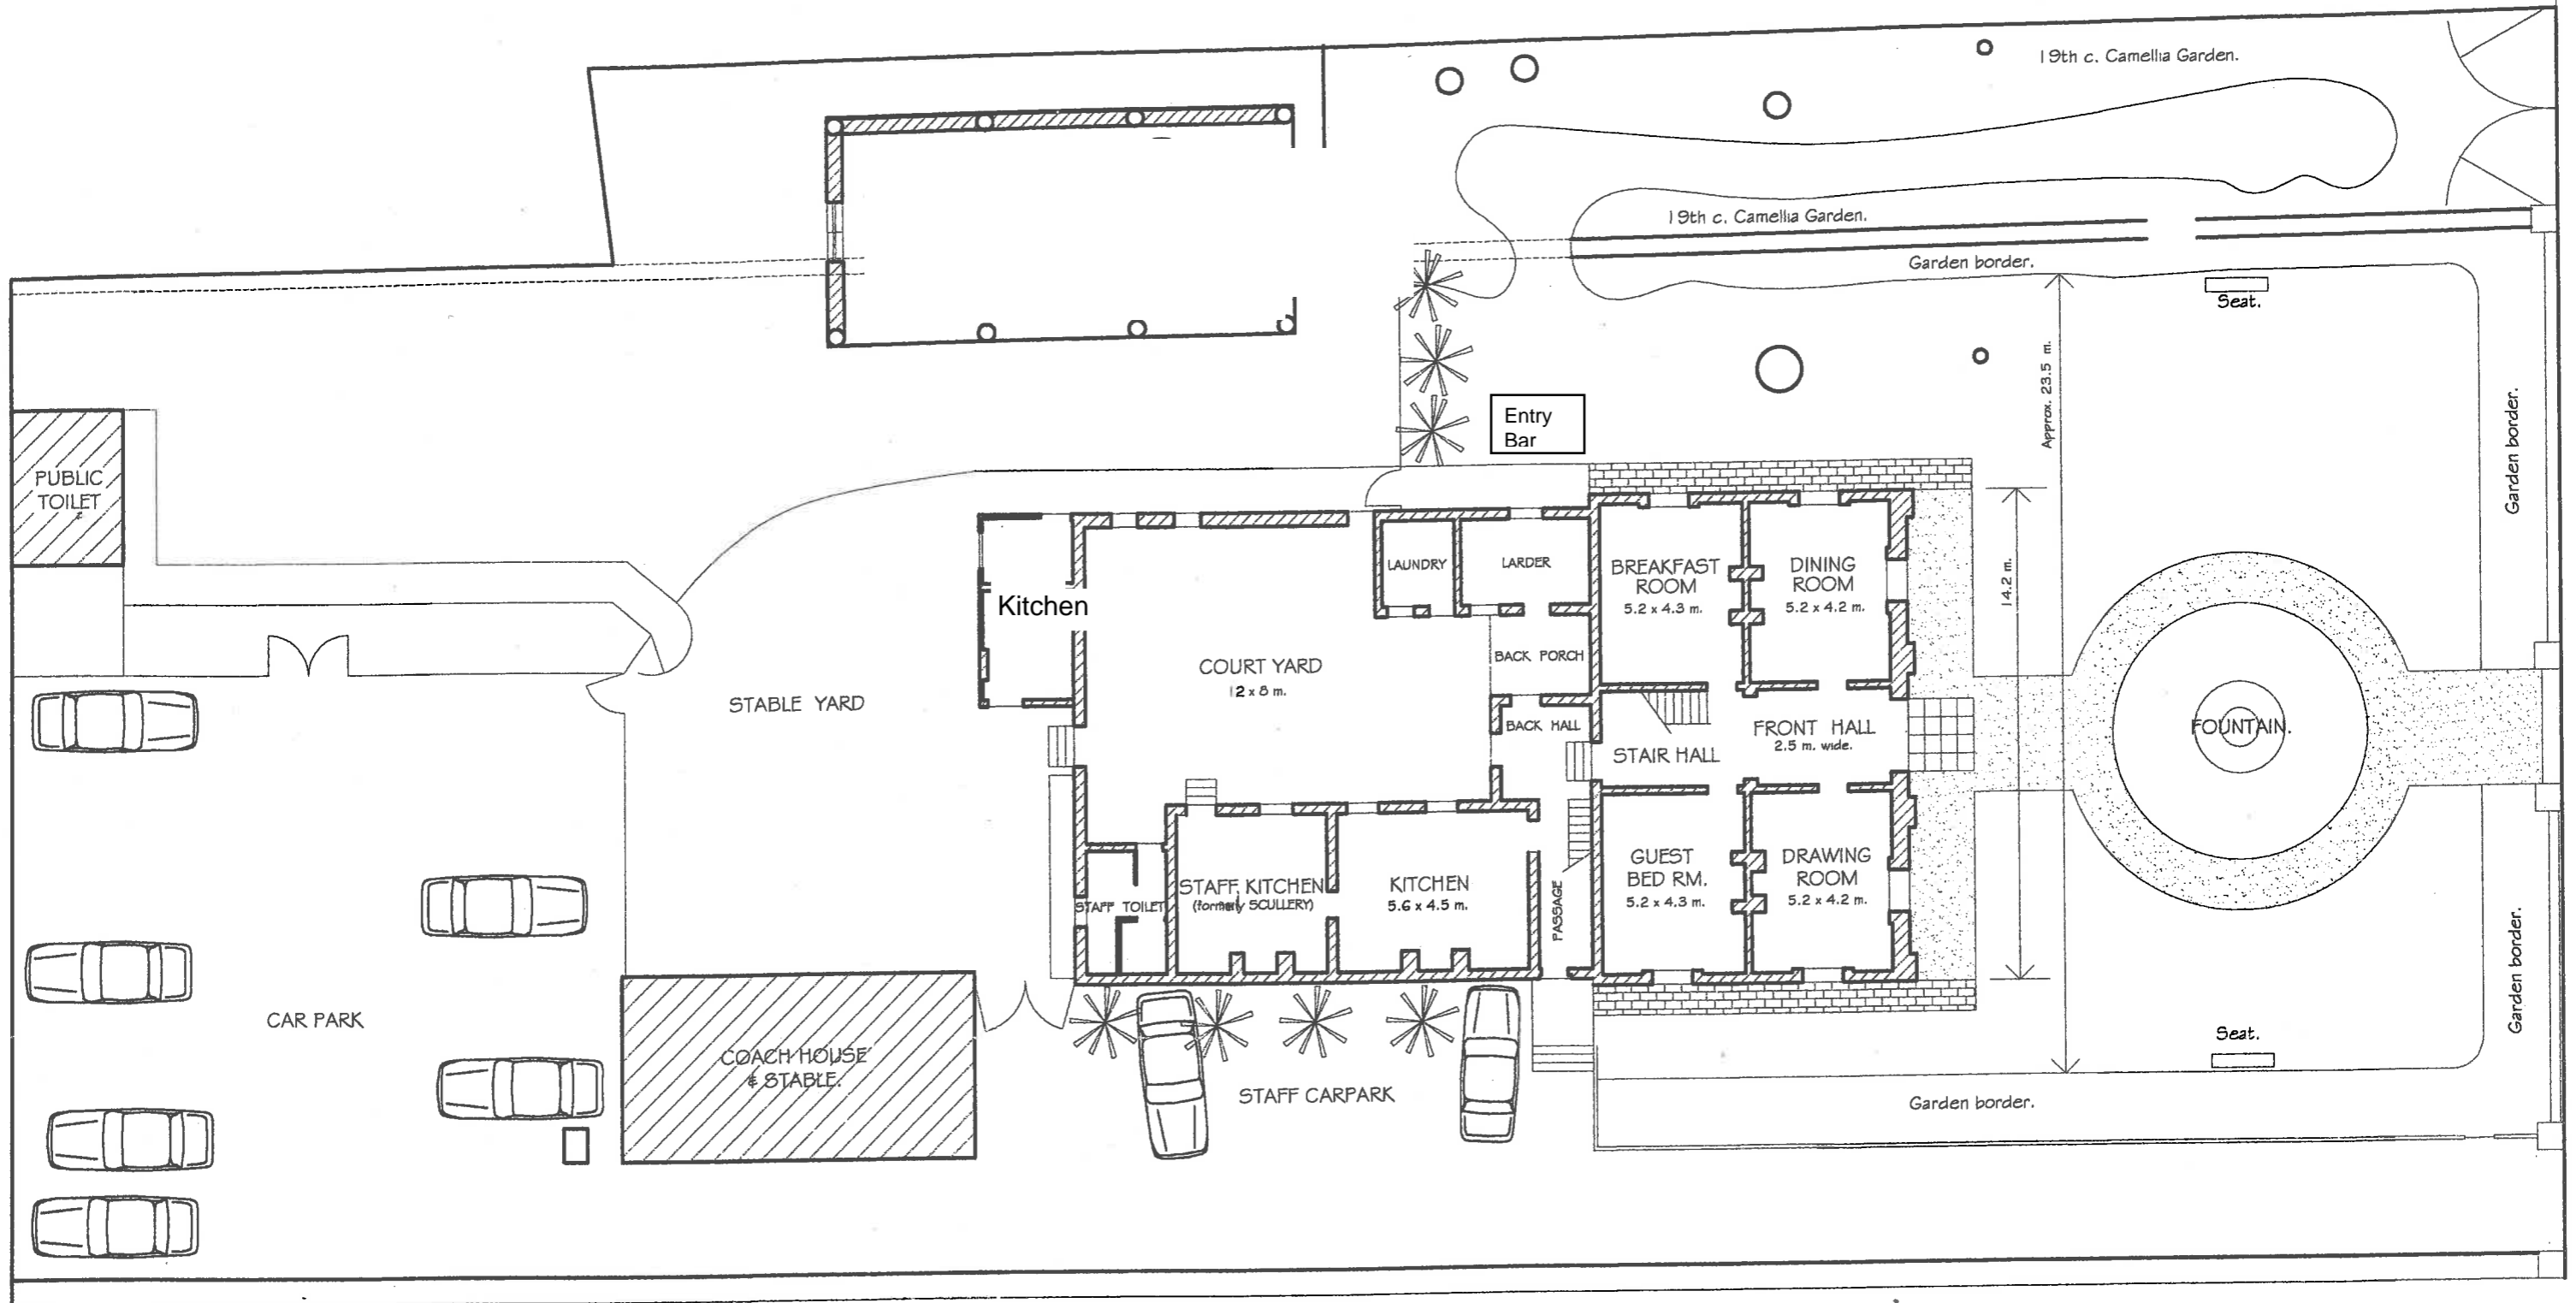 19th c. Camellia Garden.
19th c. Camellia Garden.
Garden border.
Seat.
Approx. 23.5 m.
Garden border.
Entry
Bar
PUBLIC
TOILET
Kitchen
LAUNDRY
LARDER
BREAKFAST
ROOM
5.2 x 4.3 m.
DINING
ROOM
5.2 x 4.2 m.
14.2 m.
COURT YARD
12 x 8 m.
BACK PORCH
STABLE YARD
BACK HALL
STAIR HALL
FRONT HALL
2.5 m. wide.
FOUNTAIN.
STAFF TOILET
STAFF KITCHEN
(formerly SCULLERY)
KITCHEN
5.6 x 4.5 m.
PASSAGE
GUEST
BED RM.
5.2 x 4.3 m.
DRAWING
ROOM
5.2 x 4.2 m.
Garden border.
CAR PARK
COACH HOUSE
& STABLE.
STAFF CARPARK
Seat.
Garden border.